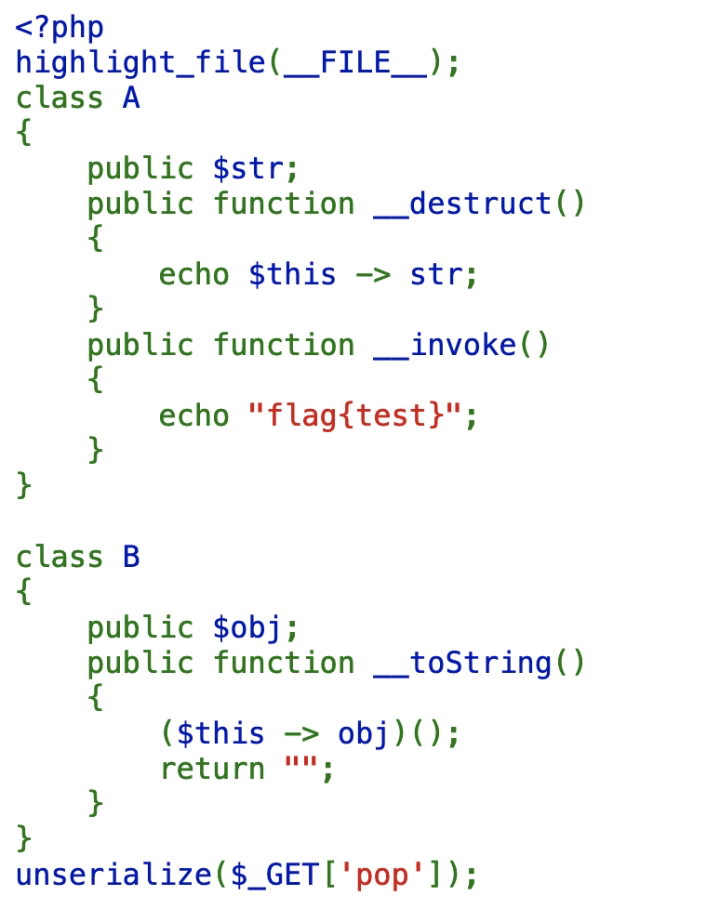 <?php
highlight_file(__FILE__);
class A
{
    public $str;
    public function __destruct()
    {
        echo $this -> str;
    }
    public function __invoke()
    {
        echo "flag{test}";
    }
}

class B
{
    public $obj;
    public function __toString()
    {
        ($this -> obj)();
        return "";
    }
}
unserialize($_GET['pop']);